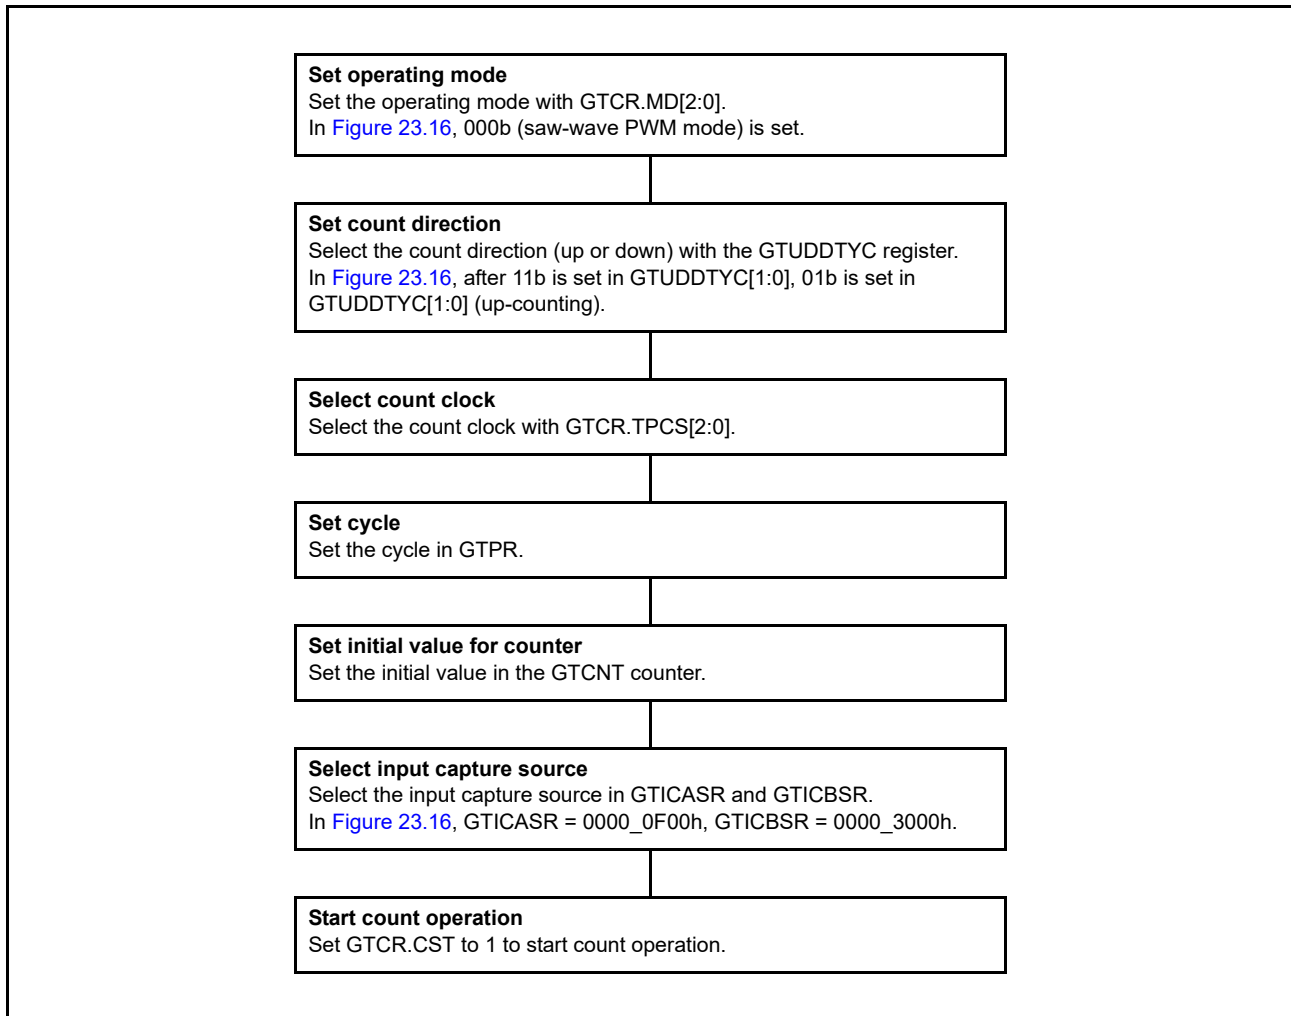 Set operating mode
Set the operating mode with GTCR.MD[2:0].
In Figure 23.16, 000b (saw-wave PWM mode) is set.
Set count direction
Select the count direction (up or down) with the GTUDDTYC register.
In Figure 23.16, after 11b is set in GTUDDTYC[1:0], 01b is set in
GTUDDTYC[1:0] (up-counting).
Select count clock
Select the count clock with GTCR.TPCS[2:0].
Set cycle
Set the cycle in GTPR.
Set initial value for counter
Set the initial value in the GTCNT counter.
Select input capture source
Select the input capture source in GTICASR and GTICBSR.
In Figure 23.16, GTICASR = 0000_0F00h, GTICBSR = 0000_3000h.
Start count operation
Set GTCR.CST to 1 to start count operation.